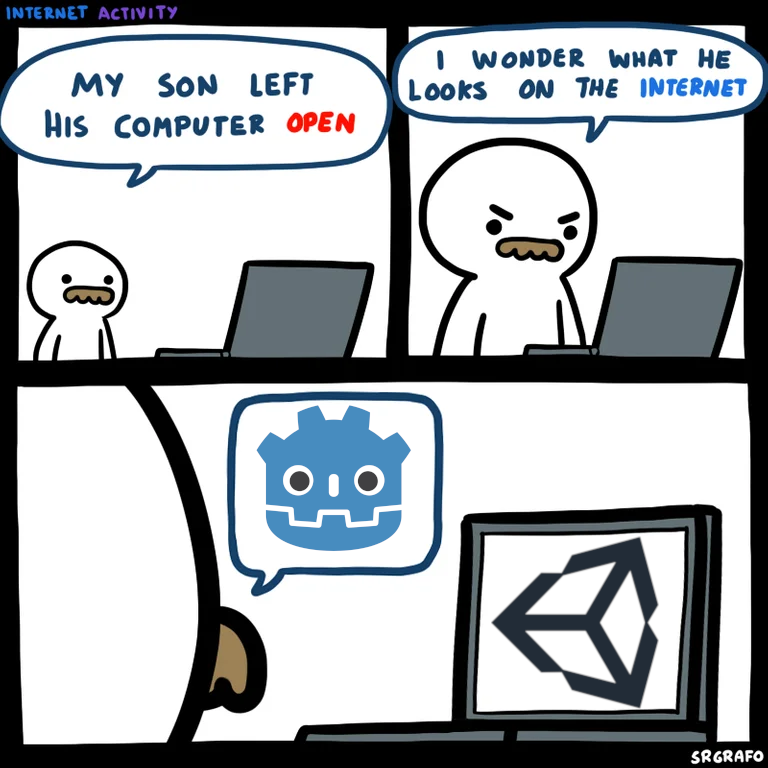 INTERNET ACTIVITY
MY SON LEFT
HIS COMPUTER OPEN
I WONDER WHAT HE
LOOKS ON THE INTERNET
SRGRAFO